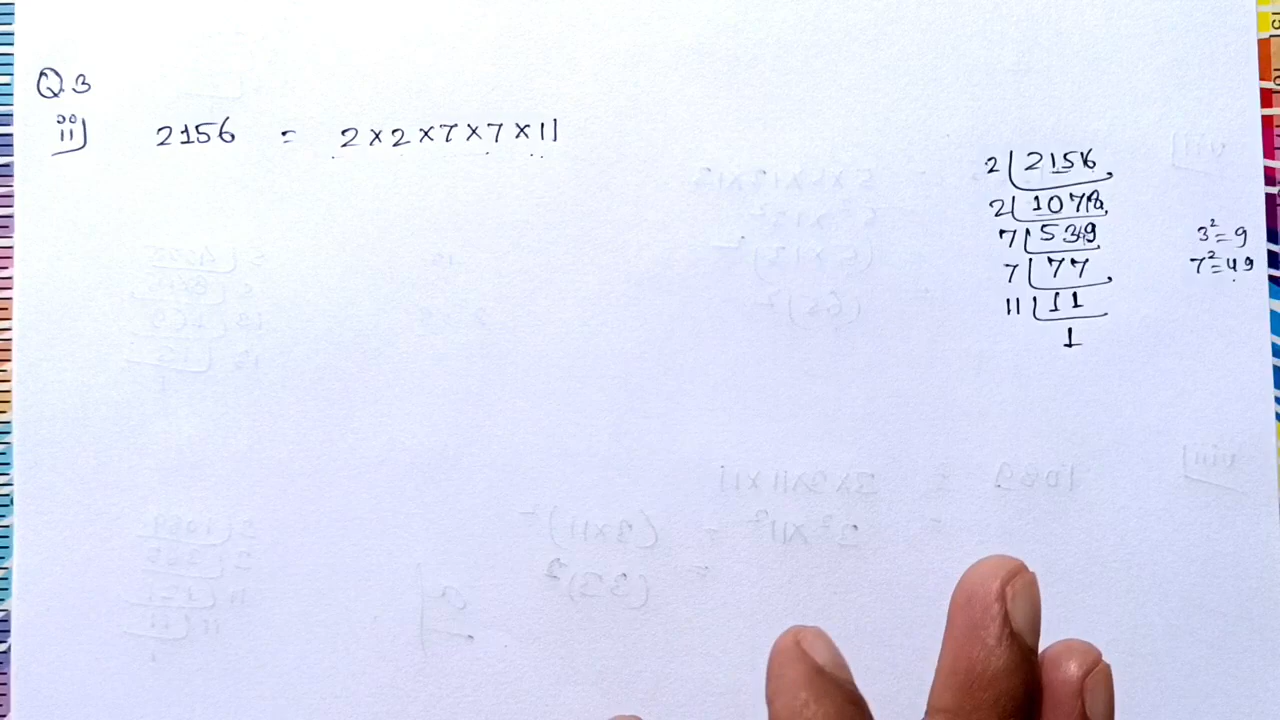 Q.3
ii) 2156 = 2×2×7×7×11
2 | 2156
2 | 1078
7 | 539
7 | 77
11 | 11
1
3²=9
7²=49